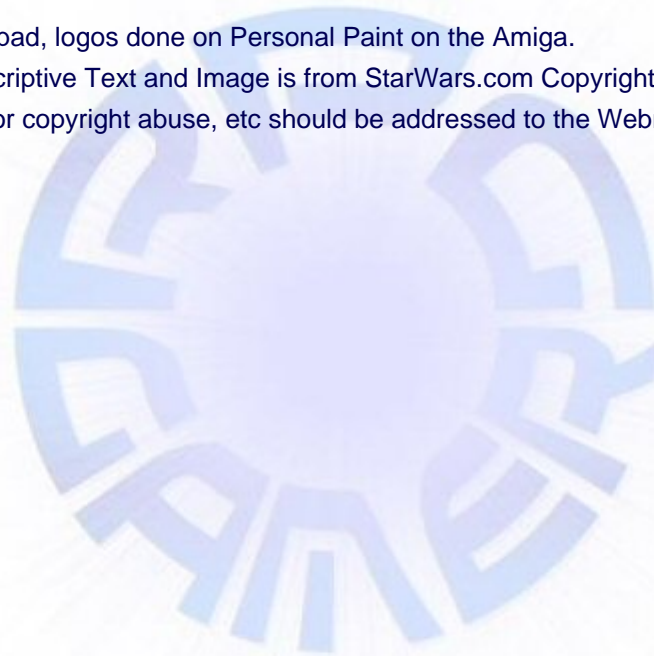 pad, logos done on Personal Paint on the Amiga.
criptive Text and Image is from StarWars.com Copyright
or copyright abuse, etc should be addressed to the Web